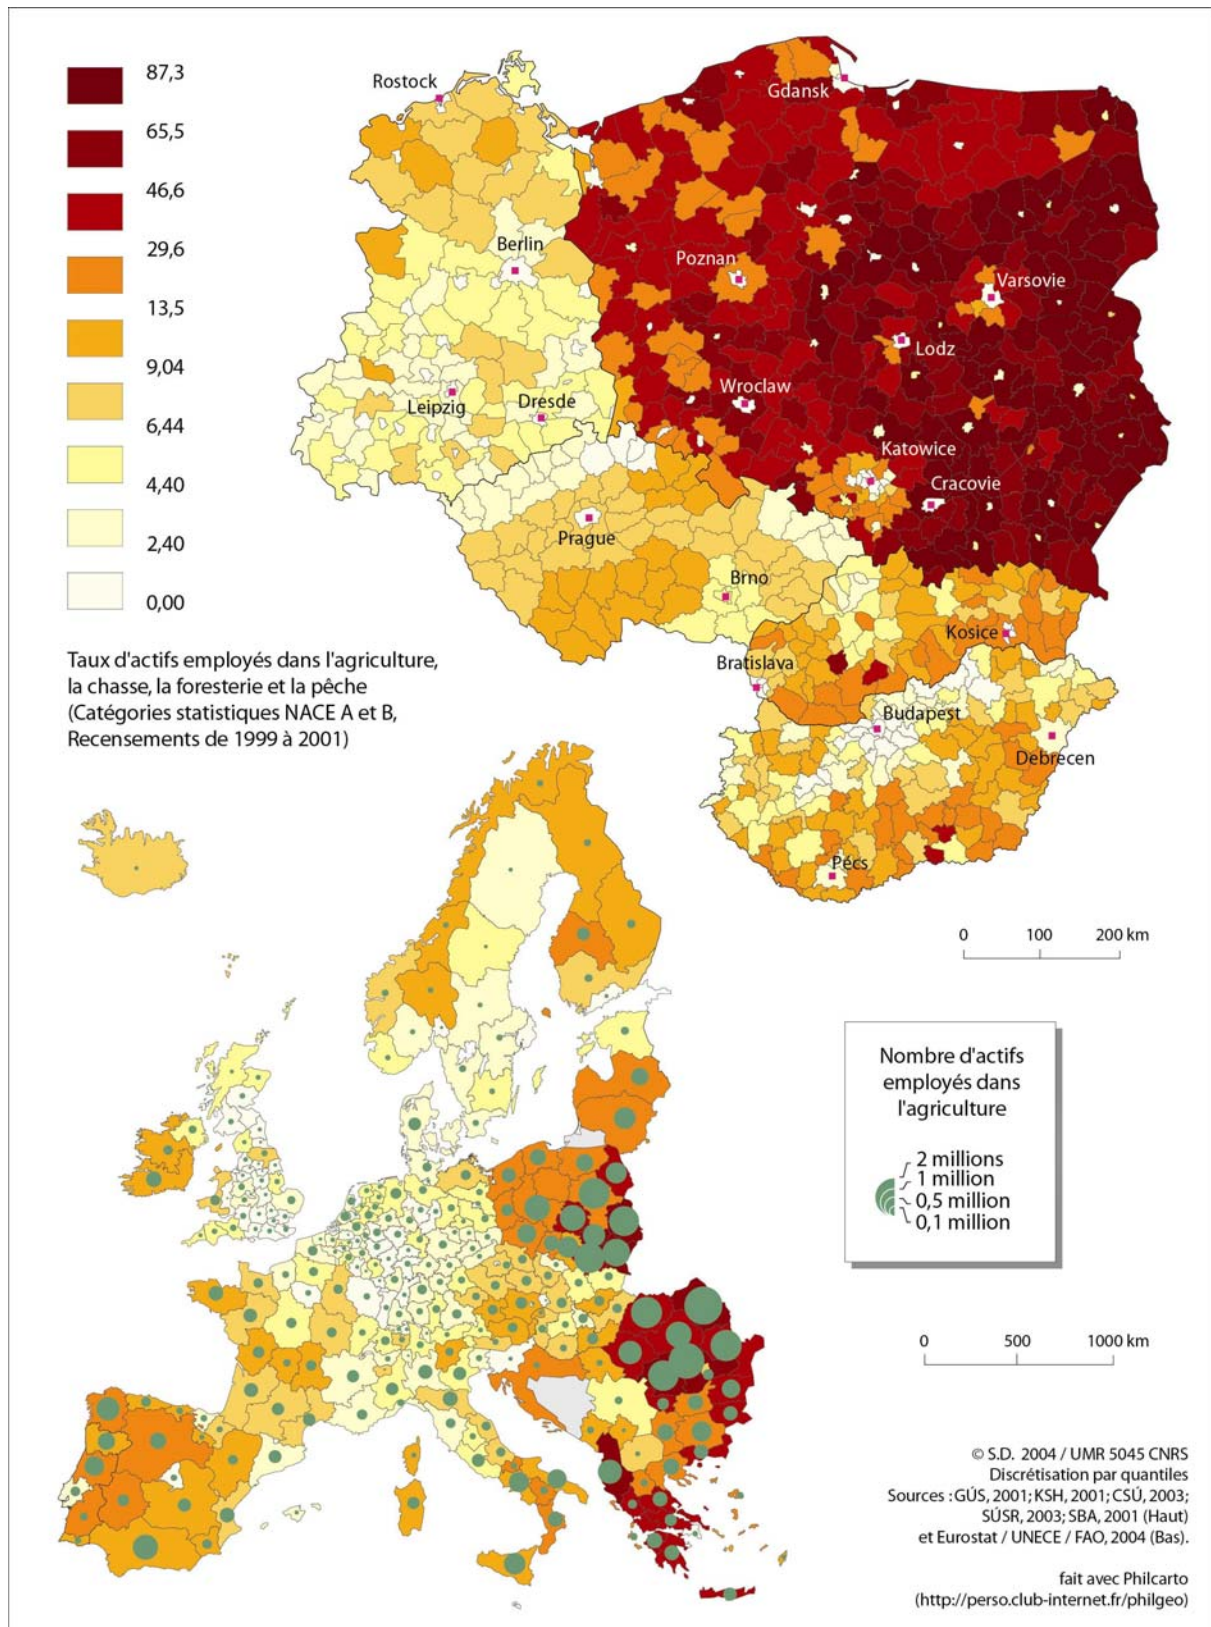 87,3
65,5
46,6
29,6
13,5
9,04
6,44
4,40
2,40
0,00
Taux d'actifs employés dans l'agriculture,
la chasse, la foresterie et la pêche
(Catégories statistiques NACE A et B,
Recensements de 1999 à 2001)
Rostock
Gdansk
Berlin
Poznan
Varsovie
Lodz
Leipzig
Dresde
Wroclaw
Katowice
Cracovie
Prague
Brno
Kosice
Bratislava
Budapest
Debrecen
Pécs
0 100 200 km
Nombre d'actifs
employés dans
l'agriculture
2 millions
1 million
0,5 million
0,1 million
0 500 1000 km
© S.D. 2004 / UMR 5045 CNRS
Discrétisation par quantiles
Sources : GÚS, 2001; KSH, 2001; CSÚ, 2003;
SÚSR, 2003; SBA, 2001 (Haut)
et Eurostat / UNECE / FAO, 2004 (Bas).
fait avec Philcarto
(http://perso.club-internet.fr/philgeo)